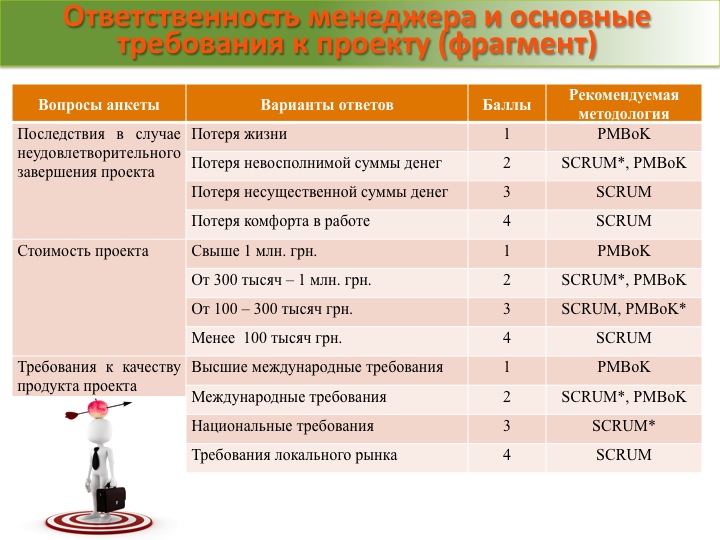 Ответственность менеджера и основные
требования к проекту (фрагмент)
Вопросы анкеты Варианты ответов Баллы Рекомендуемая
методология
Последствия в случае Потеря жизни 1 PMBoK
неудовлетворительного
завершения проекта
Потеря невосполнимой суммы денег 2 SCRUM*, PMBoK
Потеря несущественной суммы денег 3 SCRUM
Потеря комфорта в работе 4 SCRUM
Стоимость проекта Свыше 1 млн. грн. 1 PMBoK
От 300 тысяч – 1 млн. грн. 2 SCRUM*, PMBoK
От 100 – 300 тысяч грн. 3 SCRUM, PMBoK*
Менее 100 тысяч грн. 4 SCRUM
Требования к качеству Высшие международные требования 1 PMBoK
продукта проекта
Международные требования 2 SCRUM*, PMBoK
Национальные требования 3 SCRUM*
Требования локального рынка 4 SCRUM